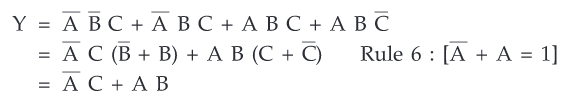 Y = A̅ B̅ C + A̅ B C + A B C + A B C̅
= A̅ C (B̅ + B) + A B (C + C̅) Rule 6 : [A̅ + A = 1]
= A̅ C + A B